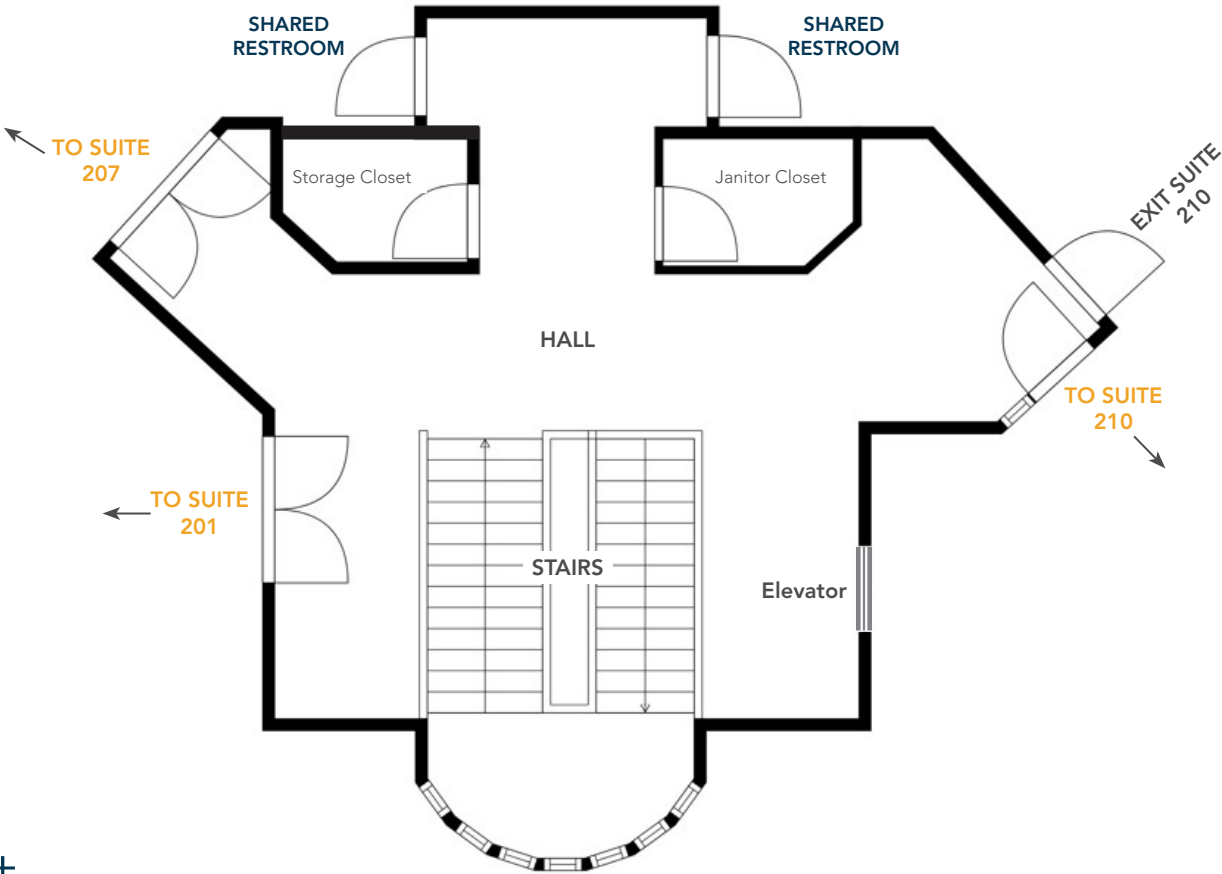 SHARED
RESTROOM
SHARED
RESTROOM
TO SUITE
207
Storage Closet
Janitor Closet
EXIT SUITE
210
HALL
TO SUITE
210
TO SUITE
201
STAIRS
Elevator